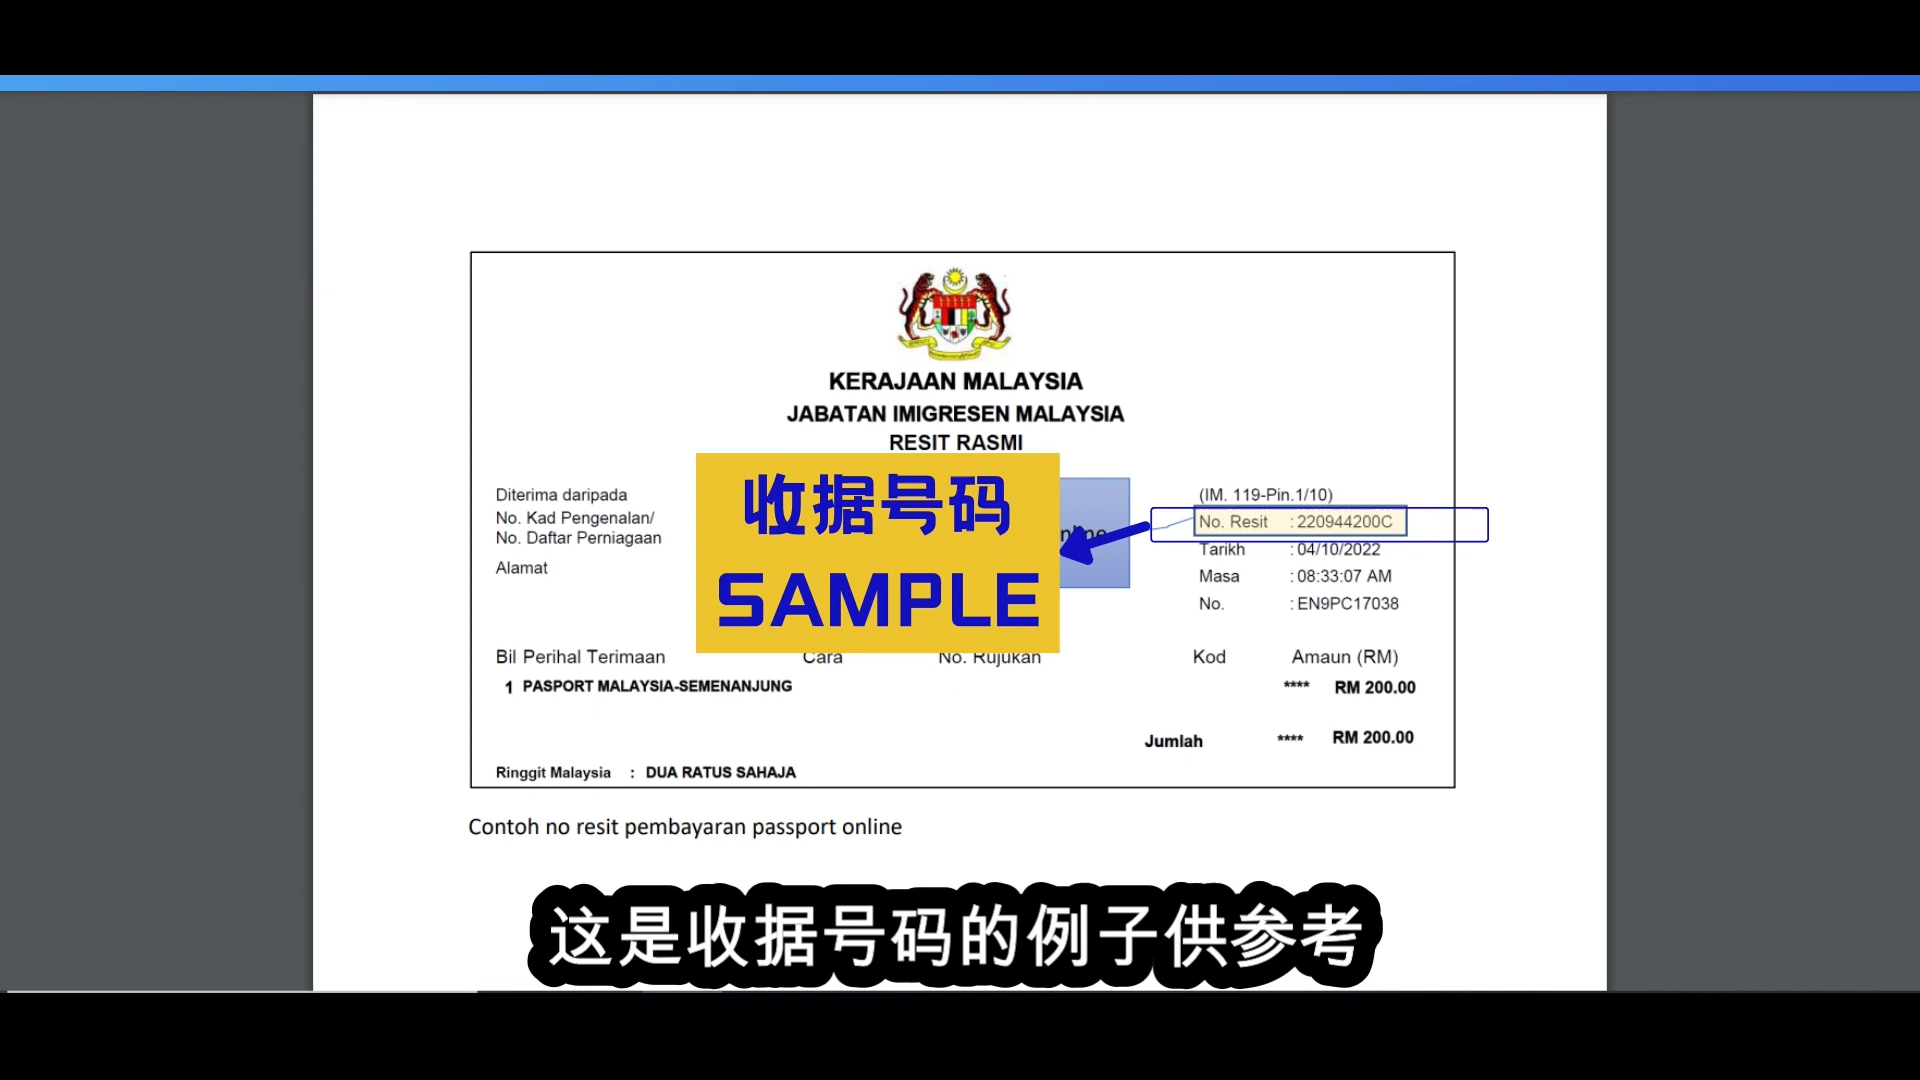 KERAJAAN MALAYSIA
JABATAN IMIGRESEN MALAYSIA
RESIT RASMI
收据号码
SAMPLE
Diterima daripada
No. Kad Pengenalan/
No. Daftar Perniagaan
Alamat
(IM. 119-Pin.1/10)
No. Resit : 220944200C
Tarikh : 04/10/2022
Masa : 08:33:07 AM
No. : EN9PC17038
Bil Perihal Terimaan Cara No. Rujukan Kod Amaun (RM)
1 PASPORT MALAYSIA-SEMENANJUNG **** RM 200.00
Jumlah **** RM 200.00
Ringgit Malaysia : DUA RATUS SAHAJA
Contoh no resit pembayaran passport online
这是收据号码的例子供参考